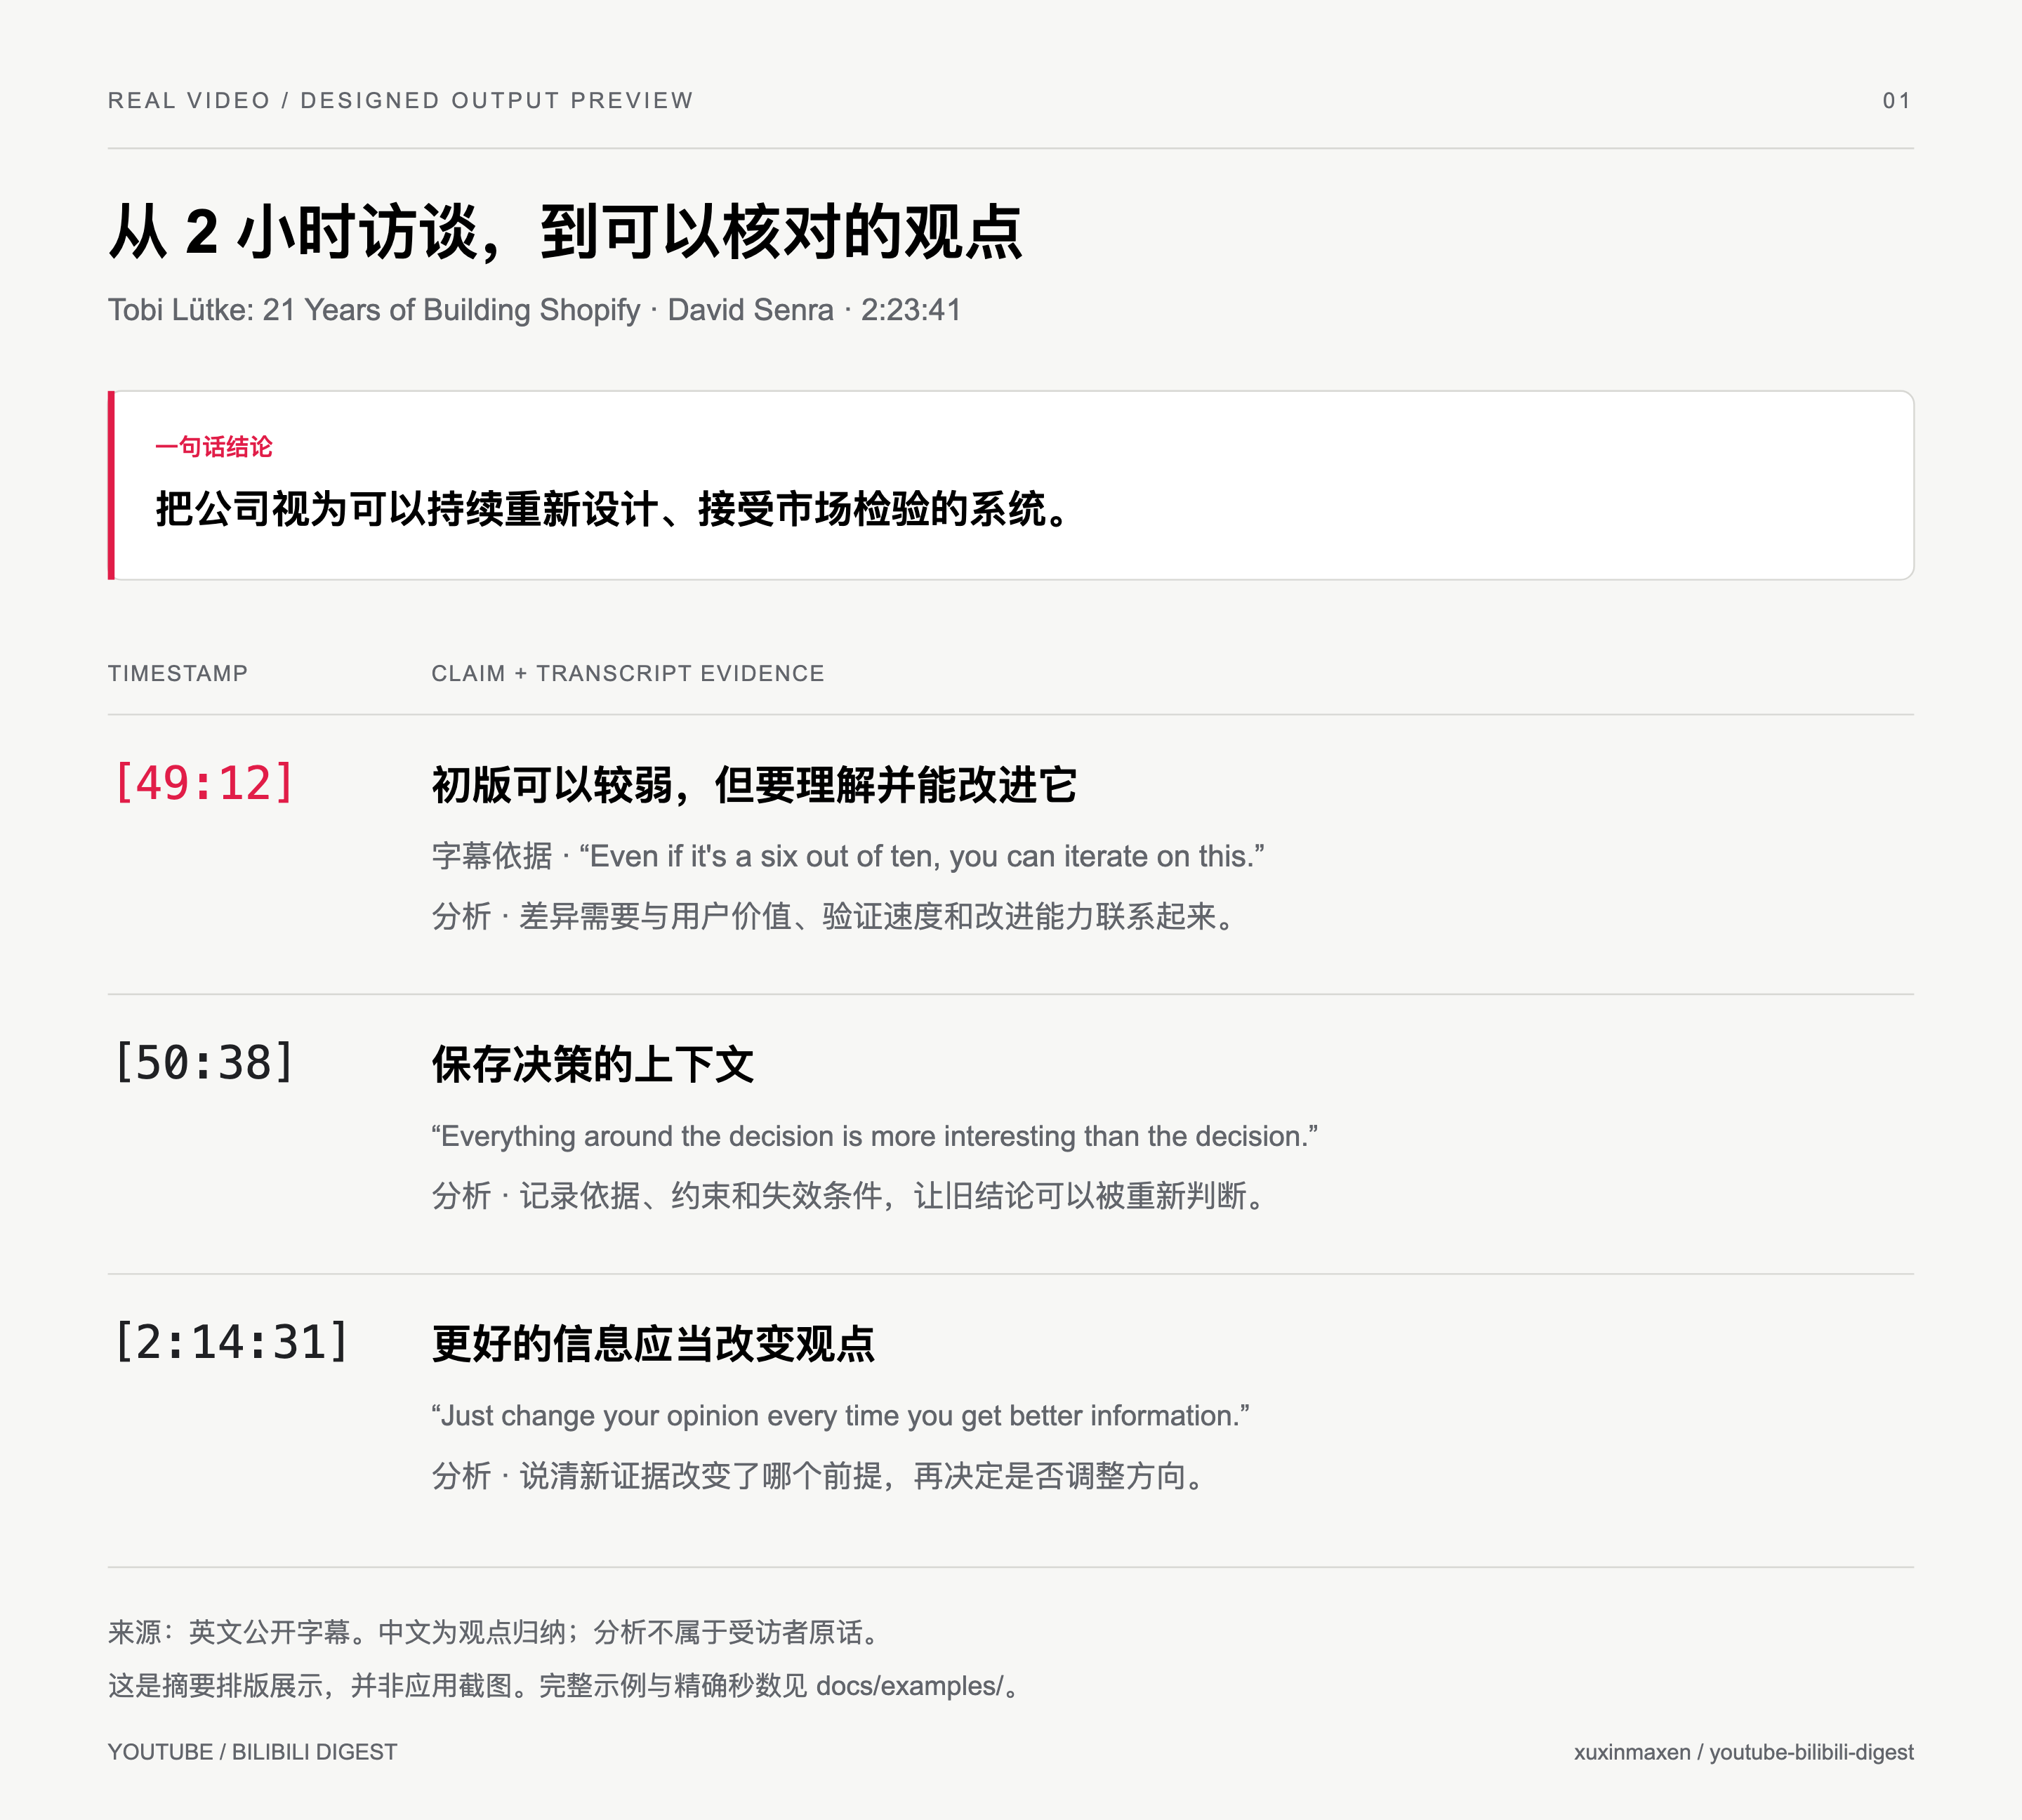 REAL VIDEO / DESIGNED OUTPUT PREVIEW
01
从 2 小时访谈，到可以核对的观点
Tobi Lütke: 21 Years of Building Shopify · David Senra · 2:23:41
一句话结论
把公司视为可以持续重新设计、接受市场检验的系统。
TIMESTAMP
CLAIM + TRANSCRIPT EVIDENCE
[49:12]
初版可以较弱，但要理解并能改进它
字幕依据 · “Even if it's a six out of ten, you can iterate on this.”
分析 · 差异需要与用户价值、验证速度和改进能力联系起来。
[50:38]
保存决策的上下文
“Everything around the decision is more interesting than the decision.”
分析 · 记录依据、约束和失效条件，让旧结论可以被重新判断。
[2:14:31]
更好的信息应当改变观点
“Just change your opinion every time you get better information.”
分析 · 说清新证据改变了哪个前提，再决定是否调整方向。
来源：英文公开字幕。中文为观点归纳；分析不属于受访者原话。
这是摘要排版展示，并非应用截图。完整示例与精确秒数见 docs/examples/。
YOUTUBE / BILIBILI DIGEST
xuxinmaxen / youtube-bilibili-digest